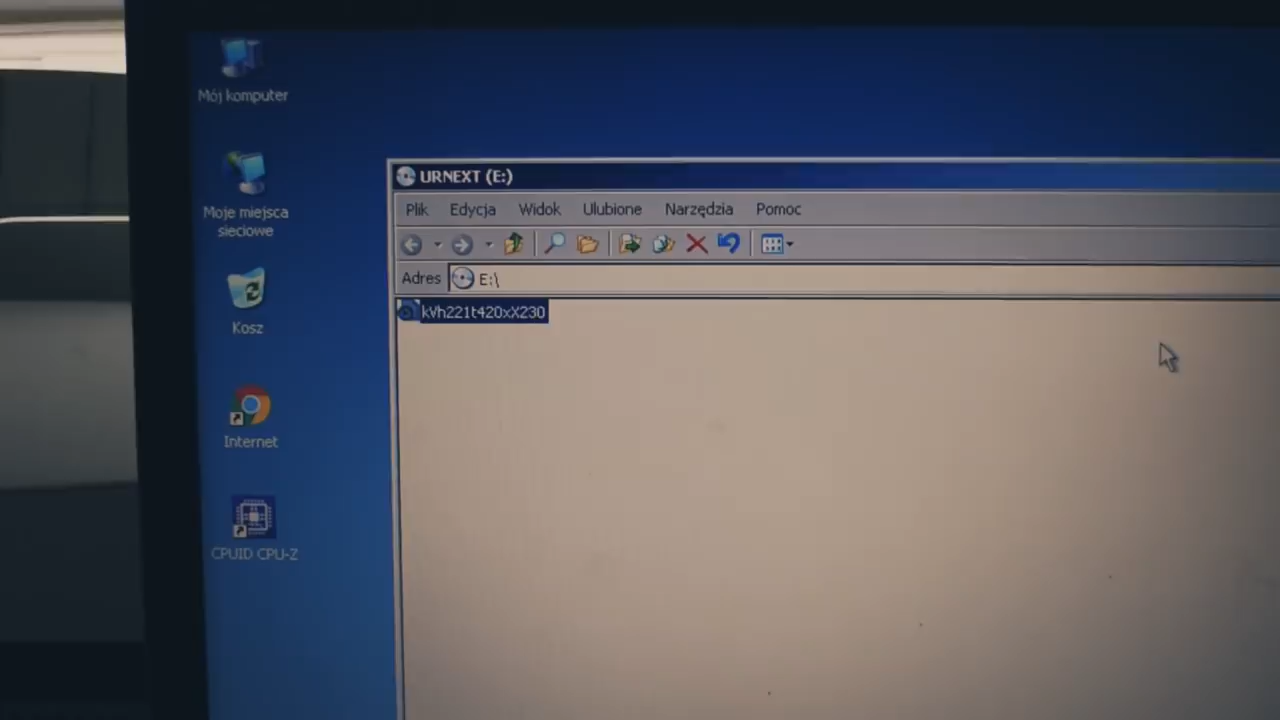 Mój komputer
Moje miejsca
sieciowe
Kosz
Internet
CPUID CPU-Z
URNEXT (E:)
Plik Edycja Widok Ulubione Narzędzia Pomoc
Adres E:\
kVh221t420xX230